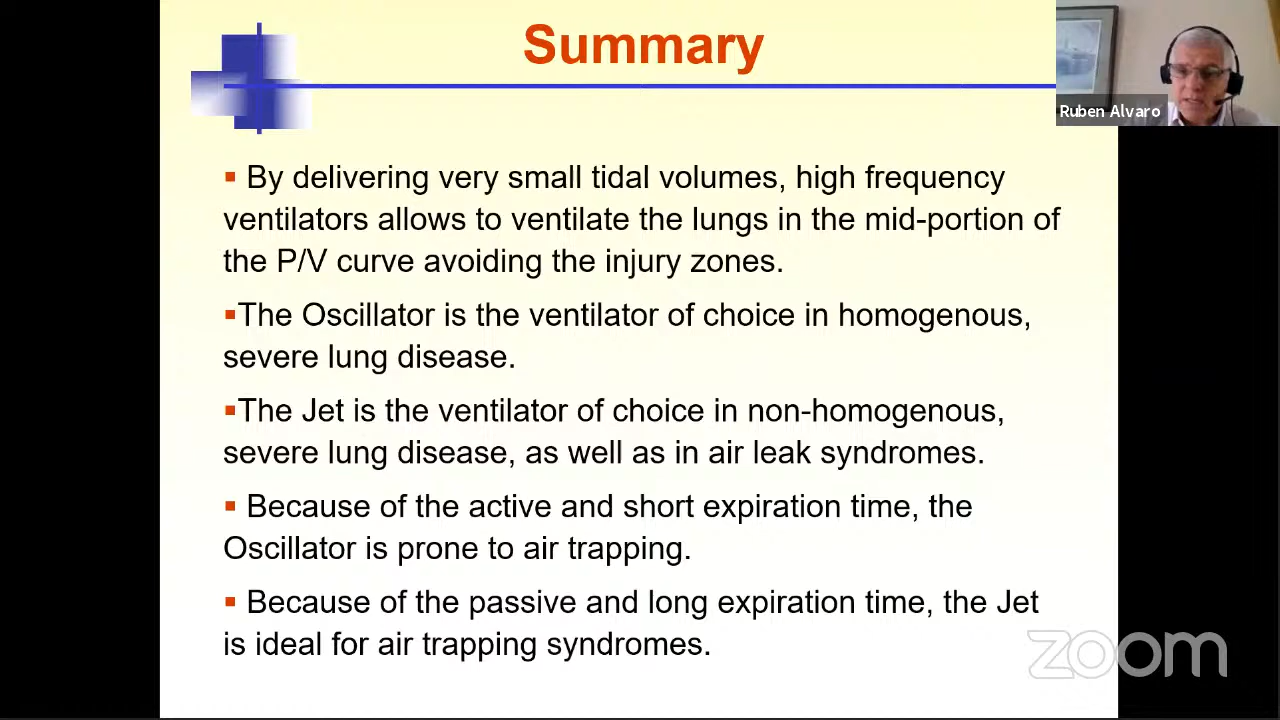 Summary
Ruben Alvaro
▪ By delivering very small tidal volumes, high frequency
ventilators allows to ventilate the lungs in the mid-portion of
the P/V curve avoiding the injury zones.
▪The Oscillator is the ventilator of choice in homogenous,
severe lung disease.
▪The Jet is the ventilator of choice in non-homogenous,
severe lung disease, as well as in air leak syndromes.
▪ Because of the active and short expiration time, the
Oscillator is prone to air trapping.
▪ Because of the passive and long expiration time, the Jet
is ideal for air trapping syndromes.
zoom